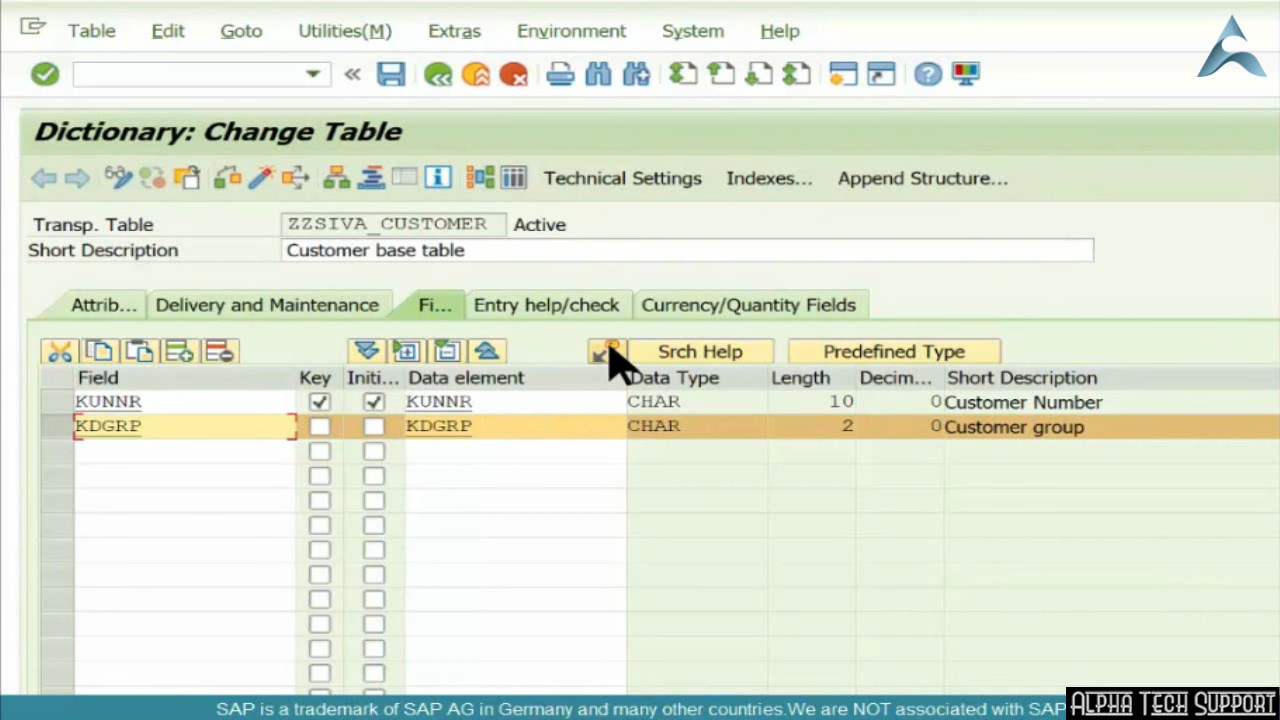 Table Edit Goto Utilities(M) Extras Environment System Help
Dictionary: Change Table
Technical Settings Indexes... Append Structure...
Transp. Table ZZSIVA_CUSTOMER Active
Short Description Customer base table
Attrib... Delivery and Maintenance Fi... Entry help/check Currency/Quantity Fields
Srch Help Predefined Type
Field Key Initi... Data element Data Type Length Decim... Short Description
KUNNR KUNNR CHAR 10 0 Customer Number
KDGRP KDGRP CHAR 2 0 Customer group
SAP is a trademark of SAP AG in Germany and many other countries.We are NOT associated with SAP
Alpha Tech Support